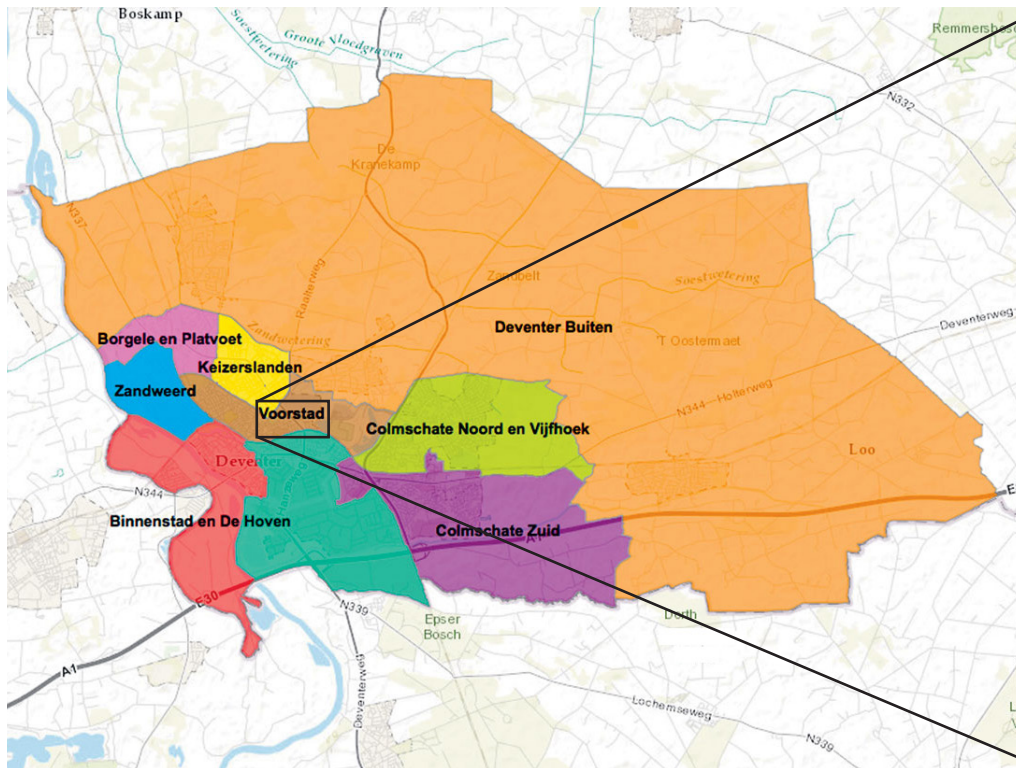 Boskamp
Soestwetering
Groote Vloedgraven
Remmersbos
N332
De
Kranekamp
N337
Raalterweg
Zandbelt
Soestwetering
Deventerweg
Deventer Buiten
Zandwetering
Borgele en Platvoet
'T Oostermaet
Keizerslanden
Zandweerd
N344
Holterweg
Voorstad
Colmschate Noord en Vijfhoek
Loo
Deventer
N344
E
Binnenstad en De Hoven
Colmschate Zuid
A1
E30
N339
Epser
Bosch
Dorth
A1
Deventerweg
Lochemseweg
N339
L